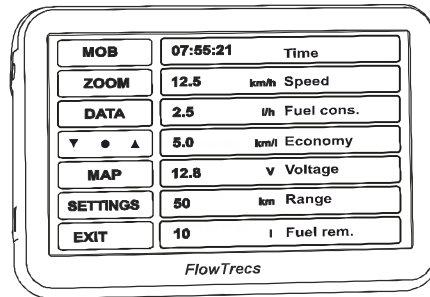 MOB 07:55:21 Time
ZOOM 12.5 km/h Speed
DATA 2.5 l/h Fuel cons.
▼ ● ▲ 5.0 km/l Economy
MAP 12.8 V Voltage
SETTINGS 50 km Range
EXIT 10 l Fuel rem.
FlowTrecs